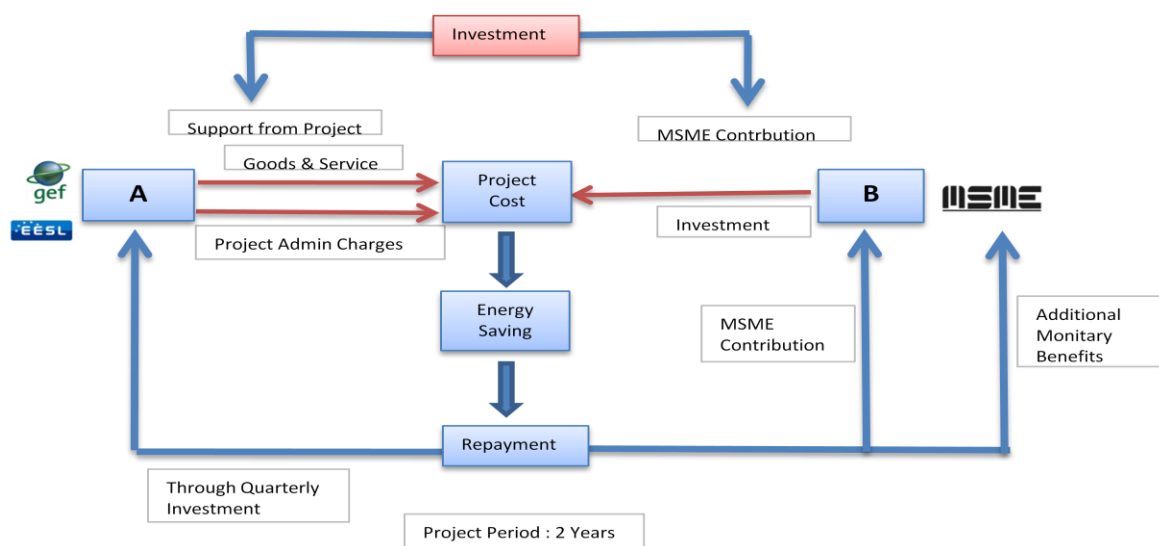 Investment
Support from Project
MSME Contrbution
Goods & Service
gef
A
Project
Cost
B
MSME
EESL
Project Admin Charges
Investment
Energy
Saving
MSME
Contribution
Additional
Monitary
Benefits
Repayment
Through Quarterly
Investment
Project Period : 2 Years